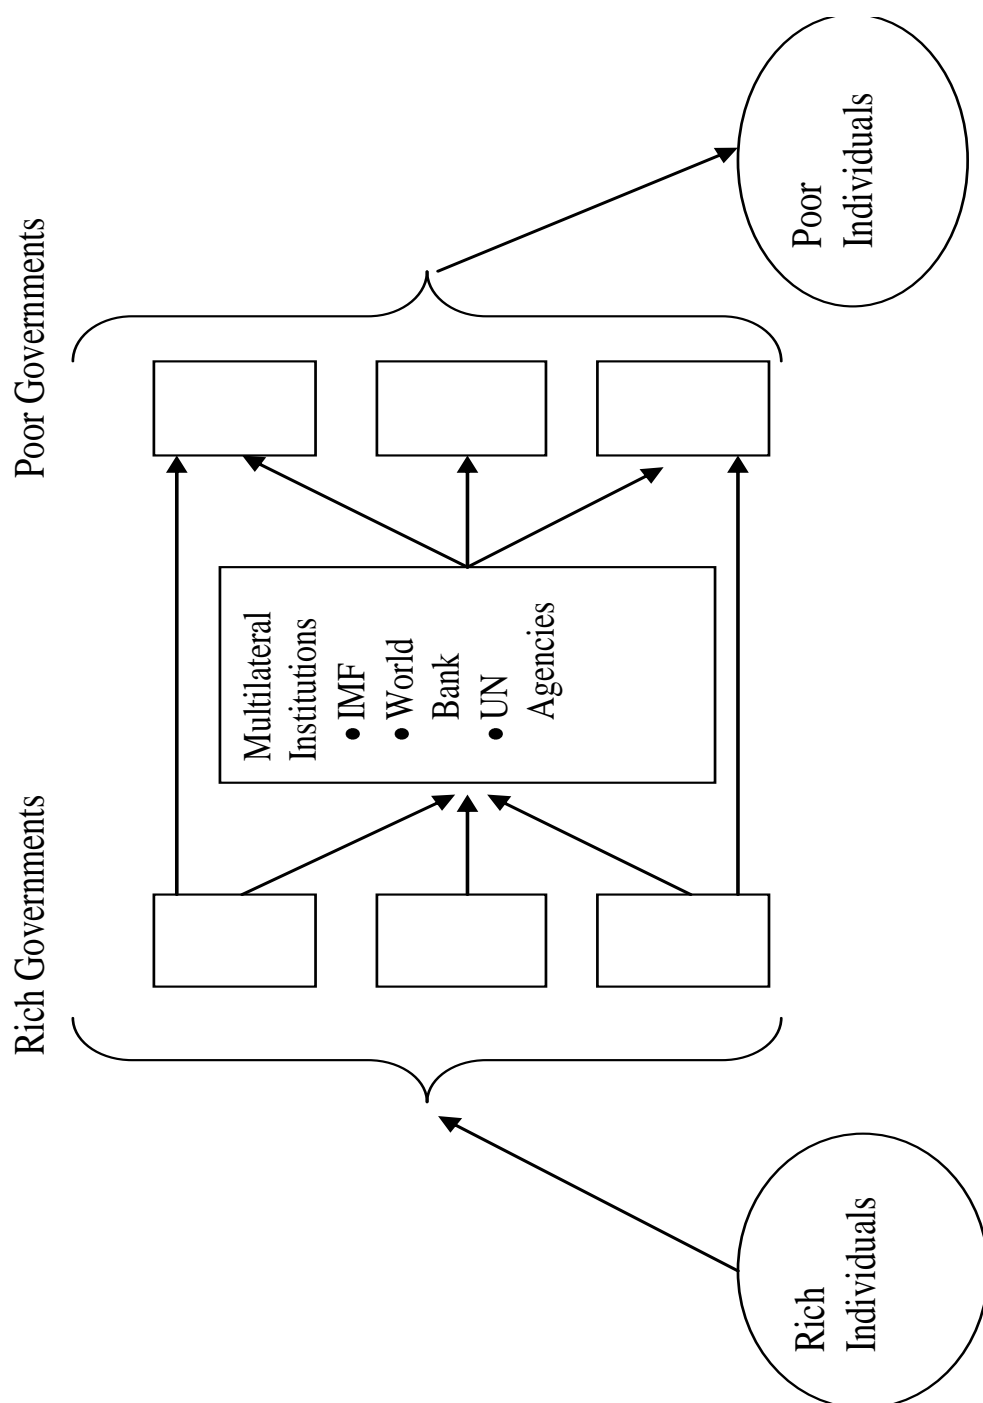 Rich Governments
Poor Governments
Multilateral
Institutions
• IMF
• World
Bank
• UN
Agencies
Rich
Individuals
Poor
Individuals